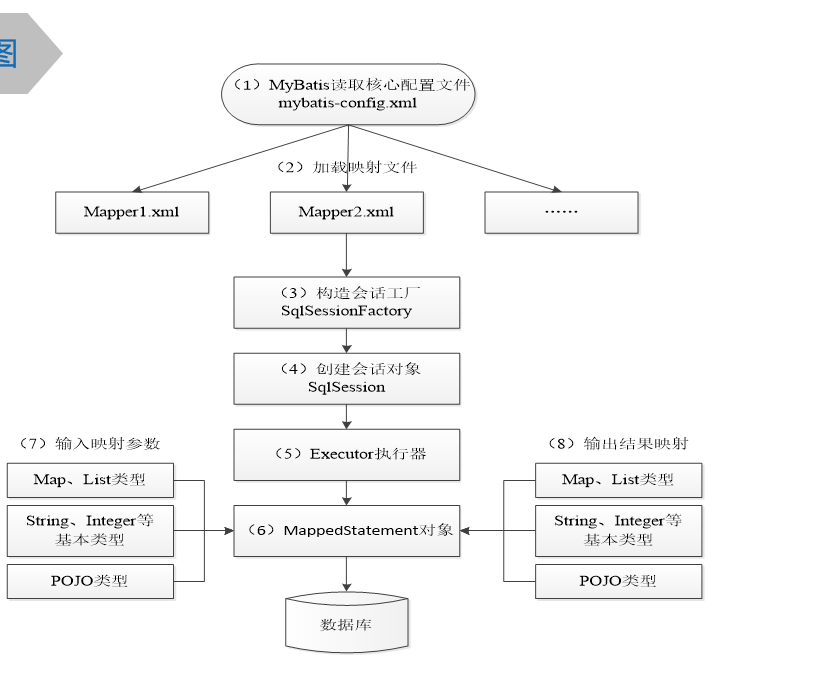 图
（1）MyBatis读取核心配置文件
mybatis-config.xml
（2）加载映射文件
Mapper1.xml
Mapper2.xml
……
（3）构造会话工厂
SqlSessionFactory
（4）创建会话对象
SqlSession
（5）Executor执行器
（7）输入映射参数
Map、List类型
String、Integer等
基本类型
POJO类型
（6）MappedStatement对象
（8）输出结果映射
Map、List类型
String、Integer等
基本类型
POJO类型
数据库